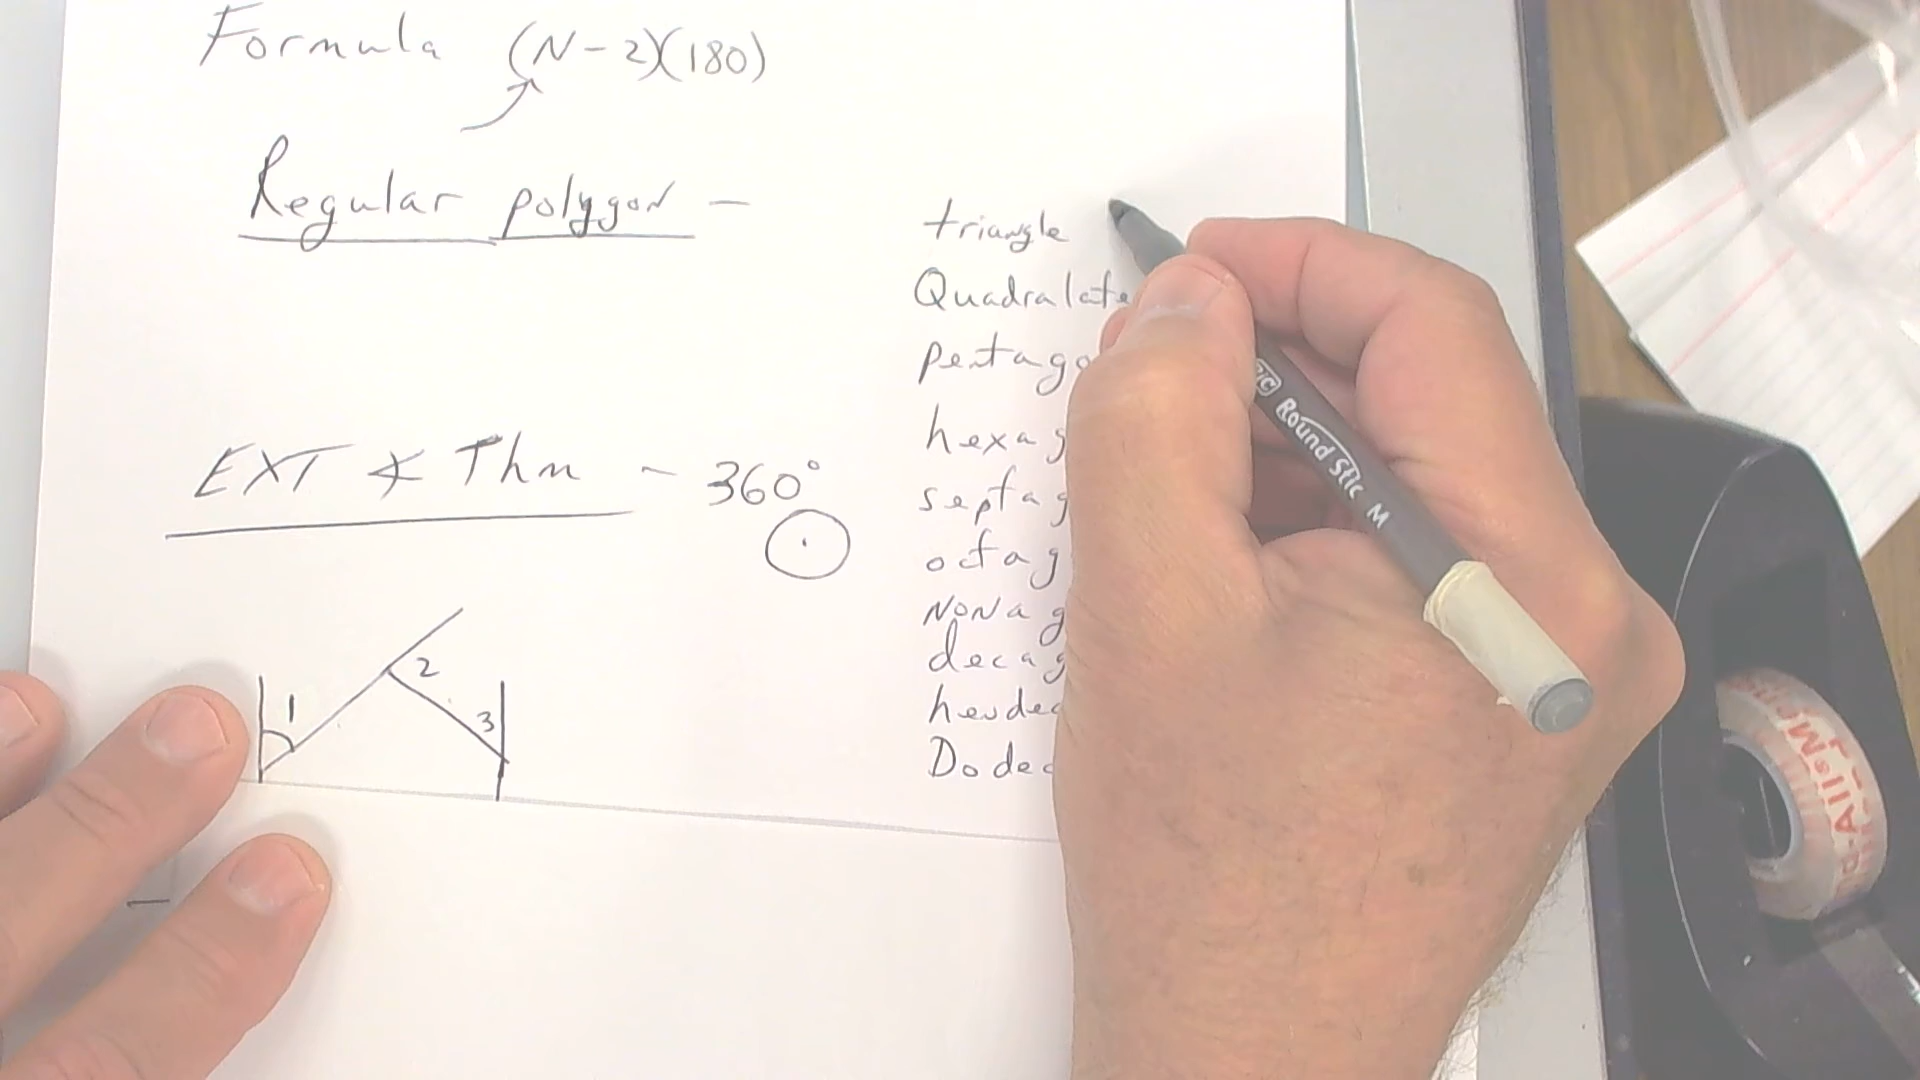 Formula (N-2)(180)
Regular polygon -
triangle
Quadralate
pentago
hexag
septag
octag
Nonag
decag
hendec
Dodec
EXT ∡ Thm - 360°
1
2
3
BIC Round Stic M